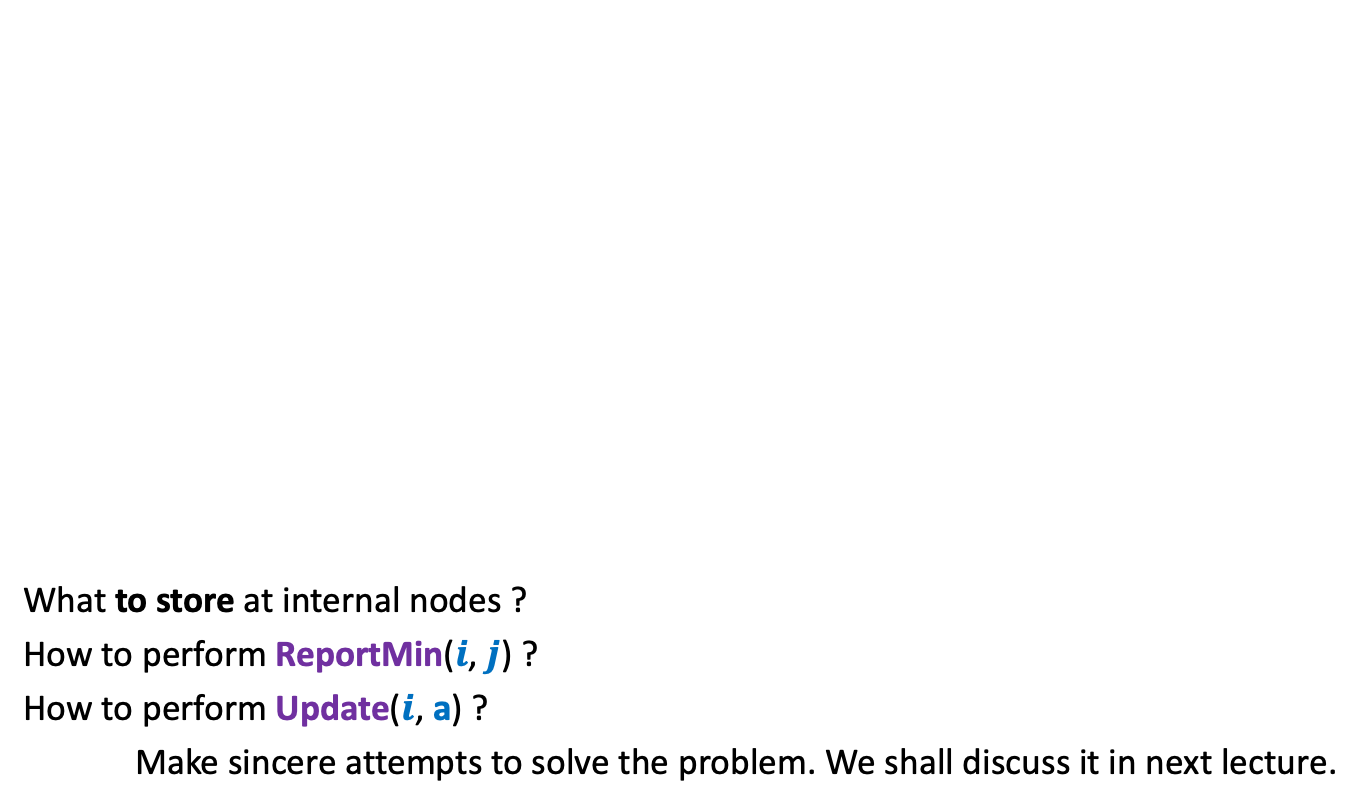 What to store at internal nodes ?
How to perform ReportMin(i, j) ?
How to perform Update(i, a) ?
Make sincere attempts to solve the problem. We shall discuss it in next lecture.